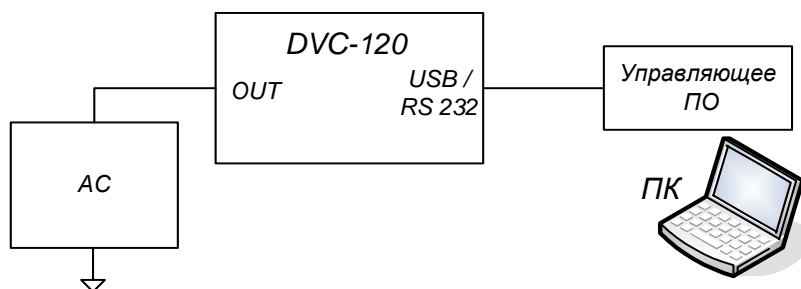 DVC-120
OUT
USB /
RS 232
Управляющее
ПО
АС
ПК